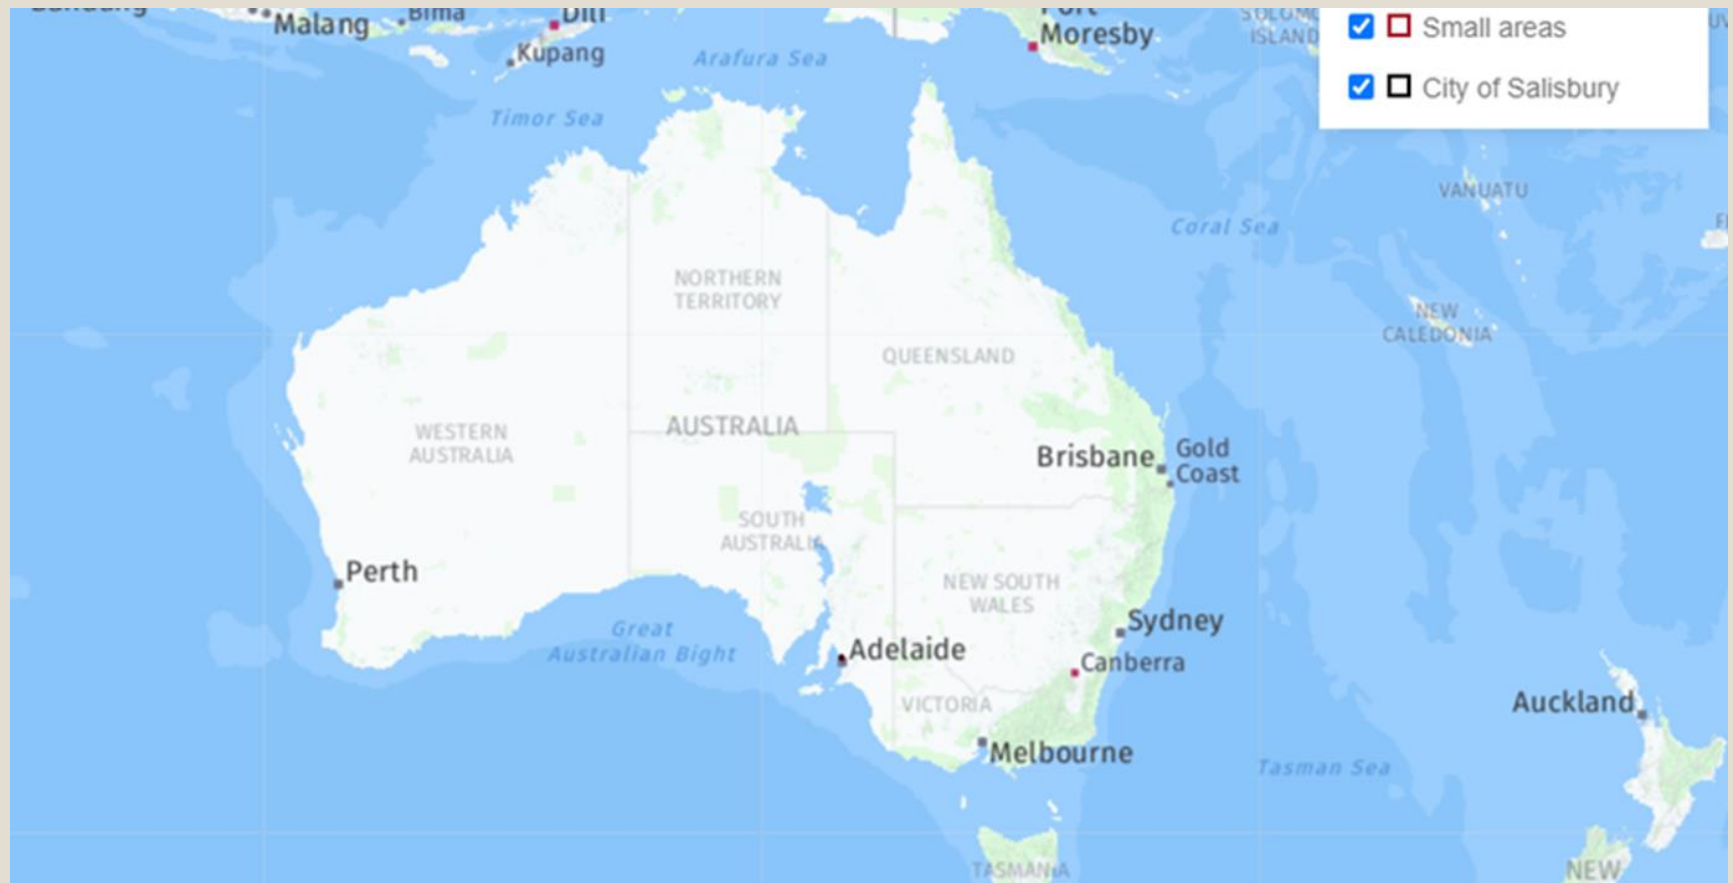 Malang
Bima
Dili
Kupang
Arafura Sea
Moresby
Small areas
City of Salisbury
Timor Sea
VANUATU
Coral Sea
NORTHERN
TERRITORY
NEW
CALEDONIA
QUEENSLAND
WESTERN
AUSTRALIA
AUSTRALIA
Brisbane
Gold
Coast
SOUTH
AUSTRALIA
Perth
NEW SOUTH
WALES
Great
Australian Bight
Sydney
Adelaide
Canberra
VICTORIA
Auckland
Melbourne
Tasman Sea
TASMANIA
NEW